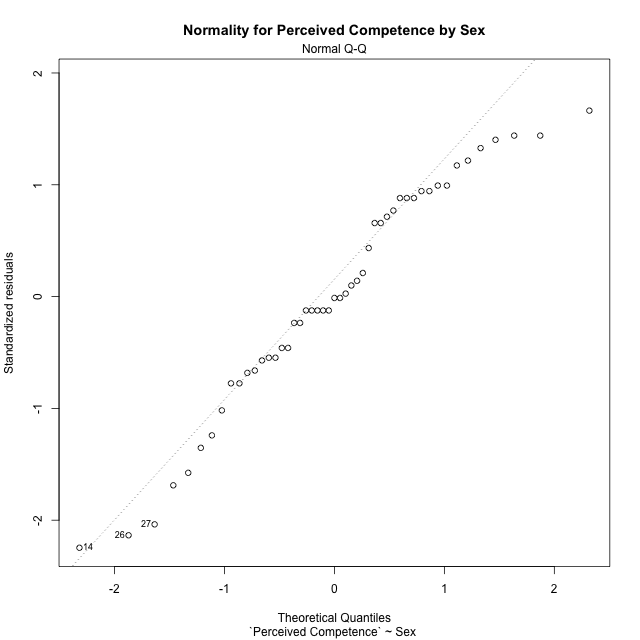 Normality for Perceived Competence by Sex
Normal Q-Q
Standardized residuals
2
1
0
-1
-2
27
26
14
-2 -1 0 1 2
Theoretical Quantiles
`Perceived Competence` ~ Sex